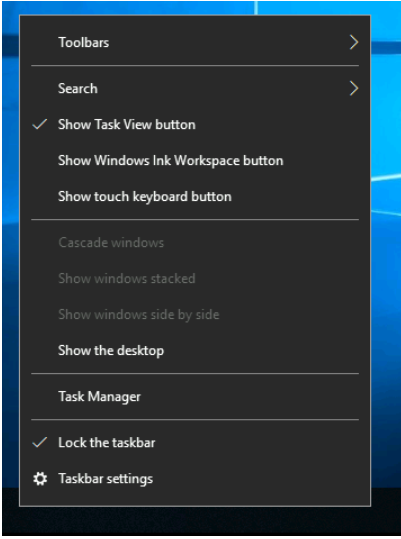 Toolbars
Search
Show Task View button
Show Windows Ink Workspace button
Show touch keyboard button
Cascade windows
Show windows stacked
Show windows side by side
Show the desktop
Task Manager
Lock the taskbar
Taskbar settings